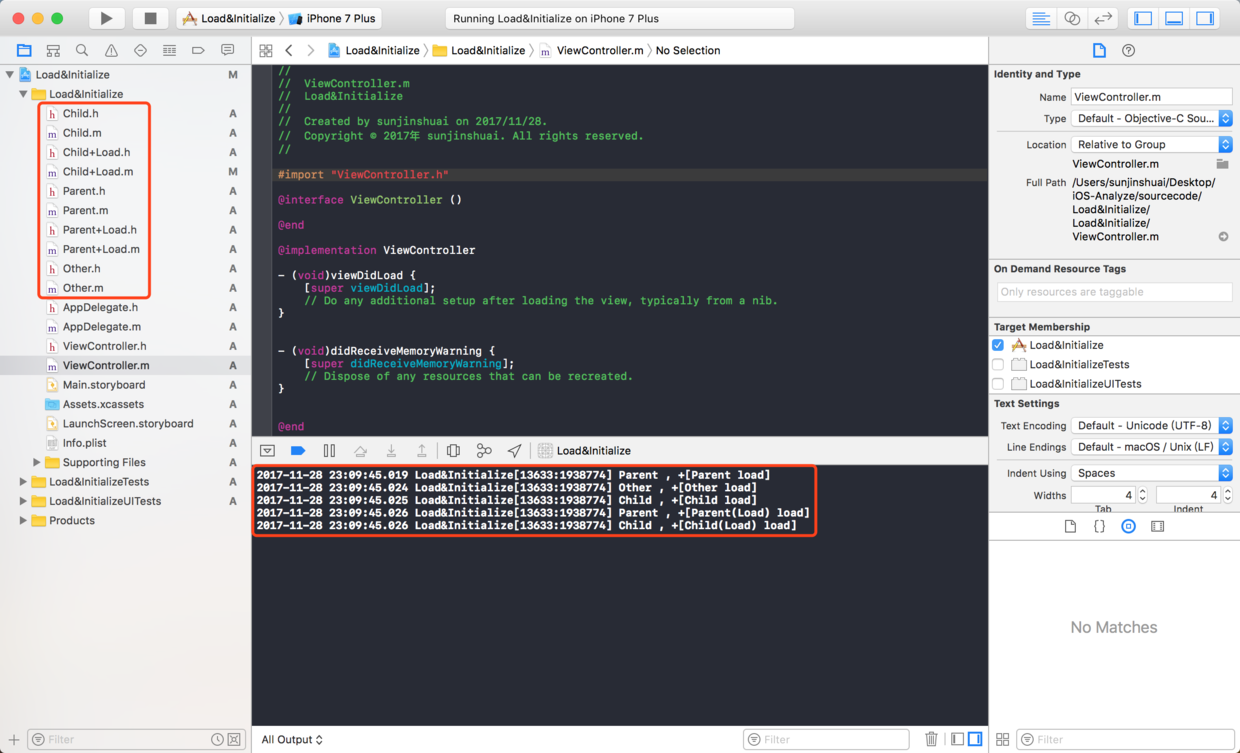 Load&Initialize iPhone 7 Plus
Running Load&Initialize on iPhone 7 Plus
Load&Initialize M
Load&Initialize
Child.h A
Child.m A
Child+Load.h A
Child+Load.m M
Parent.h A
Parent.m A
Parent+Load.h A
Parent+Load.m A
Other.h A
Other.m A
AppDelegate.h A
AppDelegate.m A
ViewController.h A
ViewController.m A
Main.storyboard A
Assets.xcassets A
LaunchScreen.storyboard A
Info.plist A
Supporting Files A
Load&InitializeTests A
Load&InitializeUITests A
Products
Filter
Load&Initialize Load&Initialize ViewController.m No Selection
//
// ViewController.m
// Load&Initialize
//
// Created by sunjinshuai on 2017/11/28.
// Copyright © 2017年 sunjinshuai. All rights reserved.
//
#import "ViewController.h"
@interface ViewController ()
@end
@implementation ViewController
- (void)viewDidLoad {
[super viewDidLoad];
// Do any additional setup after loading the view, typically from a nib.
}
- (void)didReceiveMemoryWarning {
[super didReceiveMemoryWarning];
// Dispose of any resources that can be recreated.
}
@end
Load&Initialize
2017-11-28 23:09:45.019 Load&Initialize[13633:1938774] Parent , +[Parent load]
2017-11-28 23:09:45.024 Load&Initialize[13633:1938774] Other , +[Other load]
2017-11-28 23:09:45.025 Load&Initialize[13633:1938774] Child , +[Child load]
2017-11-28 23:09:45.026 Load&Initialize[13633:1938774] Parent , +[Parent(Load) load]
2017-11-28 23:09:45.026 Load&Initialize[13633:1938774] Child , +[Child(Load) load]
All Output
Filter
Identity and Type
Name ViewController.m
Type Default - Objective-C Sou...
Location Relative to Group
ViewController.m
Full Path /Users/sunjinshuai/Desktop/
iOS-Analyze/sourcecode/
Load&Initialize/
Load&Initialize/
ViewController.m
On Demand Resource Tags
Only resources are taggable
Target Membership
Load&Initialize
Load&InitializeTests
Load&InitializeUITests
Text Settings
Text Encoding Default - Unicode (UTF-8)
Line Endings Default - macOS / Unix (LF)
Indent Using Spaces
Widths 4 4
Tab Indent
No Matches
Filter